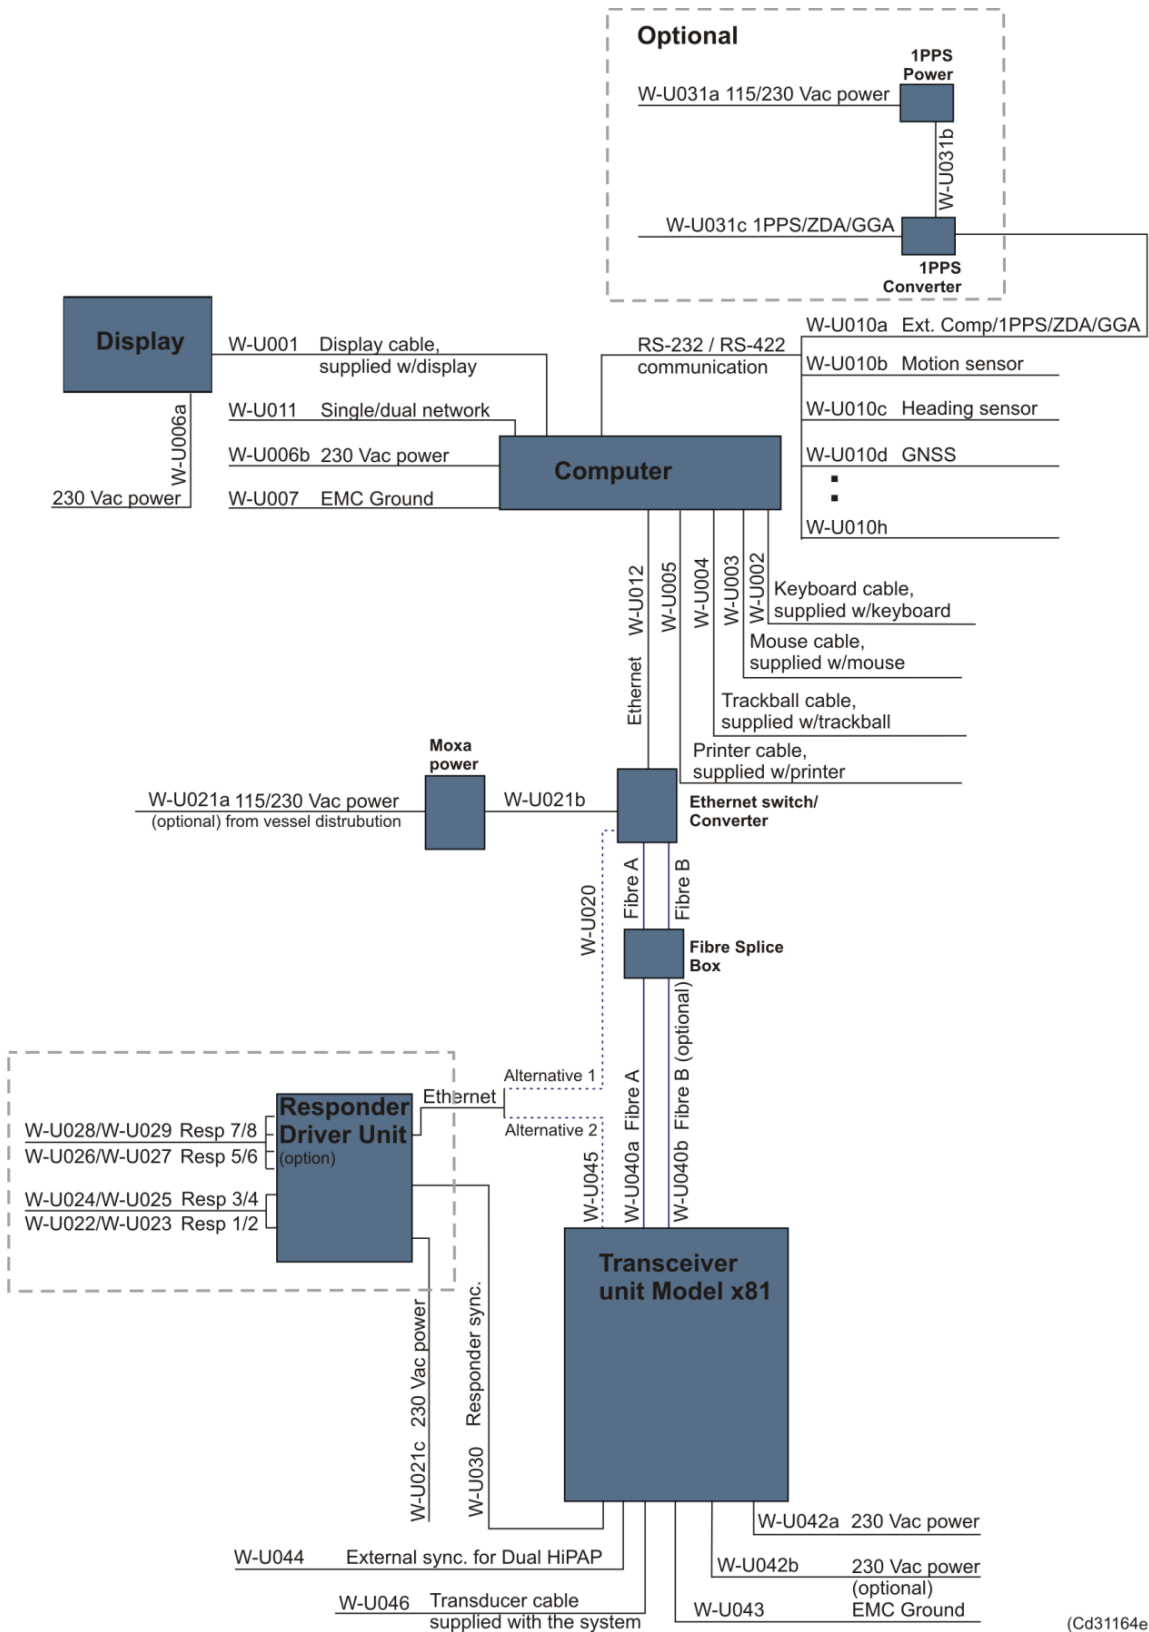 Optional
1PPS
Power
W-U031a 115/230 Vac power
W-U031b
W-U031c 1PPS/ZDA/GGA
1PPS
Converter
Display
W-U001 Display cable,
supplied w/display
RS-232 / RS-422
communication
W-U010a Ext. Comp/1PPS/ZDA/GGA
W-U010b Motion sensor
W-U006a
W-U011 Single/dual network
W-U010c Heading sensor
W-U006b 230 Vac power
Computer
W-U010d GNSS
230 Vac power
W-U007 EMC Ground
W-U010h
Ethernet W-U012
W-U005
W-U004
W-U003
W-U002
Keyboard cable,
supplied w/keyboard
Mouse cable,
supplied w/mouse
Trackball cable,
supplied w/trackball
Printer cable,
supplied w/printer
Moxa
power
W-U021a 115/230 Vac power
(optional) from vessel distrubution
W-U021b
Ethernet switch/
Converter
W-U020
Fibre A
Fibre B
Fibre Splice
Box
Alternative 1
Ethernet
Alternative 2
Responder
Driver Unit
(option)
W-U028/W-U029 Resp 7/8
W-U026/W-U027 Resp 5/6
W-U024/W-U025 Resp 3/4
W-U022/W-U023 Resp 1/2
W-U045
W-U040a Fibre A
W-U040b Fibre B (optional)
Transceiver
unit Model x81
W-U021c 230 Vac power
W-U030 Responder sync.
W-U042a 230 Vac power
W-U044 External sync. for Dual HiPAP
W-U042b 230 Vac power
(optional)
W-U046 Transducer cable
supplied with the system
W-U043 EMC Ground
(Cd31164e